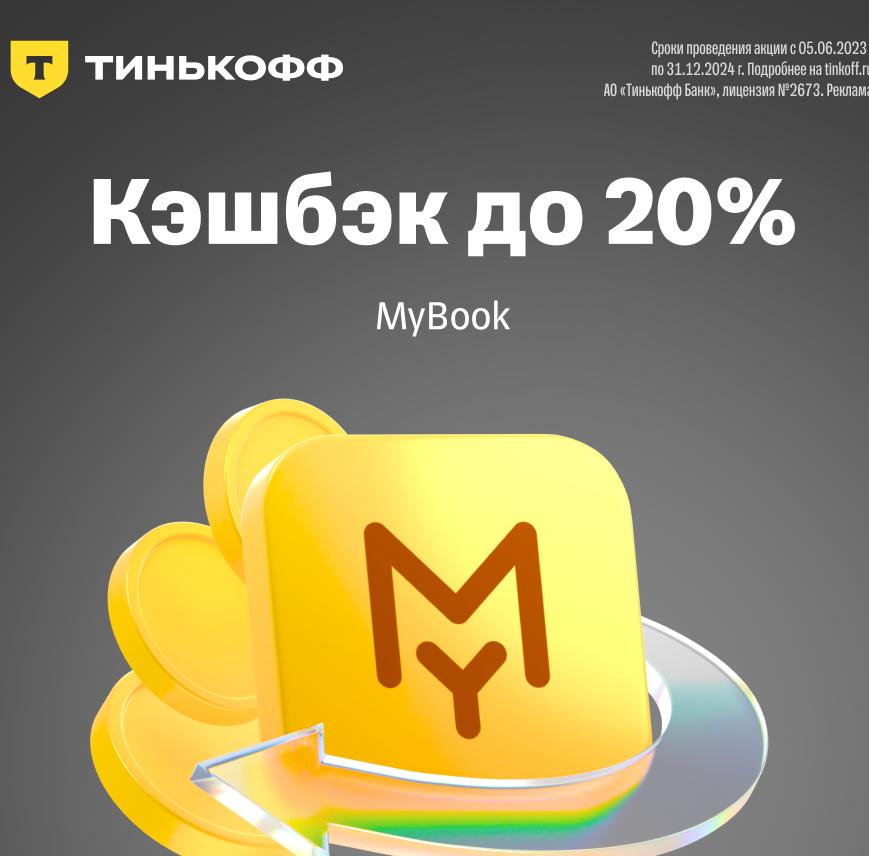 ТИНЬКОФФ
Сроки проведения акции с 05.06.2023
по 31.12.2024 г. Подробнее на tinkoff.ru
АО «Тинькофф Банк», лицензия №2673. Реклама
Кэшбэк до 20%
MyBook
MY